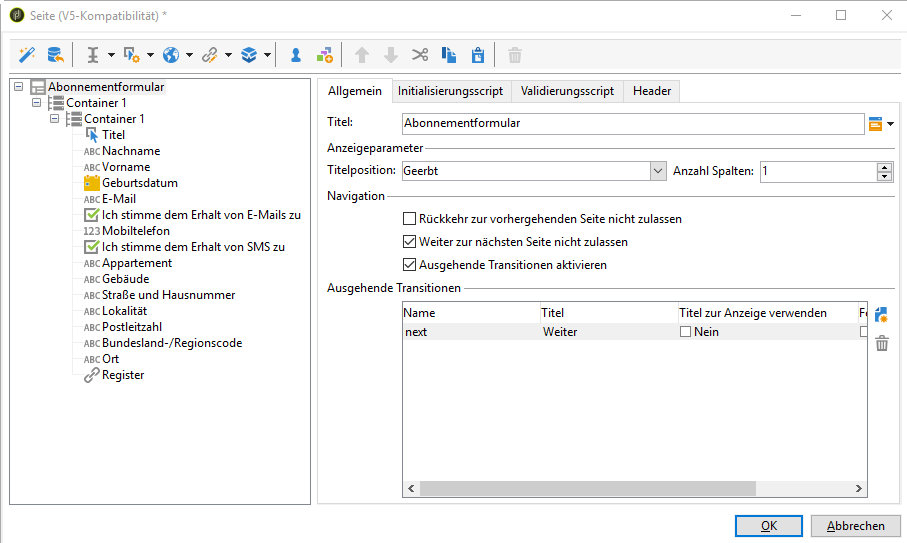 Seite (V5-Kompatibilität) *
Abonnementformular
Container 1
Container 1
Titel
ABC Nachname
ABC Vorname
Geburtsdatum
ABC E-Mail
Ich stimme dem Erhalt von E-Mails zu
123 Mobiltelefon
Ich stimme dem Erhalt von SMS zu
ABC Appartement
ABC Gebäude
ABC Straße und Hausnummer
ABC Lokalität
ABC Postleitzahl
ABC Bundesland-/Regionscode
ABC Ort
Register
Allgemein Initialisierungsscript Validierungsscript Header
Titel: Abonnementformular
Anzeigeparameter
Titelposition: Geerbt Anzahl Spalten: 1
Navigation
Rückkehr zur vorhergehenden Seite nicht zulassen
Weiter zur nächsten Seite nicht zulassen
Ausgehende Transitionen aktivieren
Ausgehende Transitionen
Name Titel Titel zur Anzeige verwenden
next Weiter Nein
OK Abbrechen